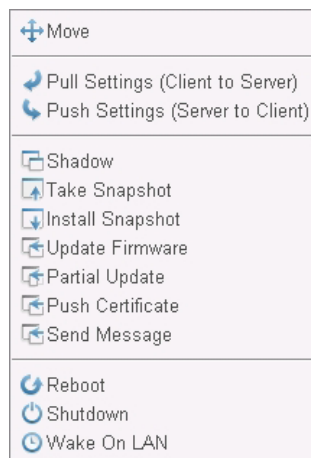 Move
Pull Settings (Client to Server)
Push Settings (Server to Client)
Shadow
Take Snapshot
Install Snapshot
Update Firmware
Partial Update
Push Certificate
Send Message
Reboot
Shutdown
Wake On LAN